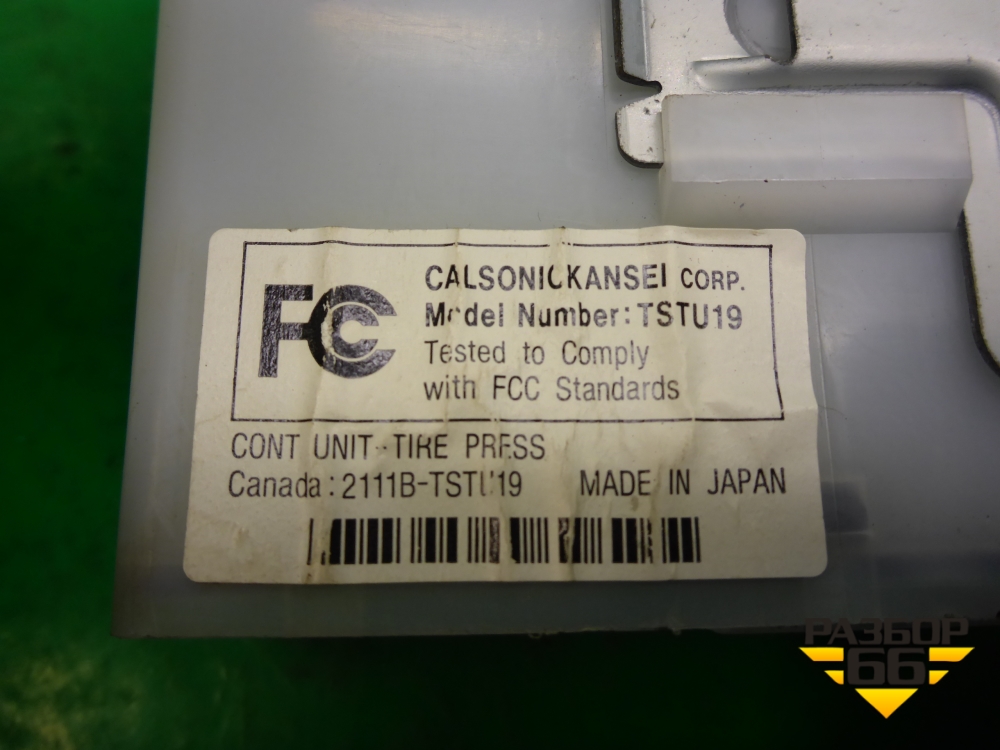 FC
CALSONICKANSEI CORP.
Model Number: TSTU19
Tested to Comply
with FCC Standards
CONT UNIT-TIRE PRESS
Canada: 2111B-TSTU19 MADE IN JAPAN
РАЗБОР
66